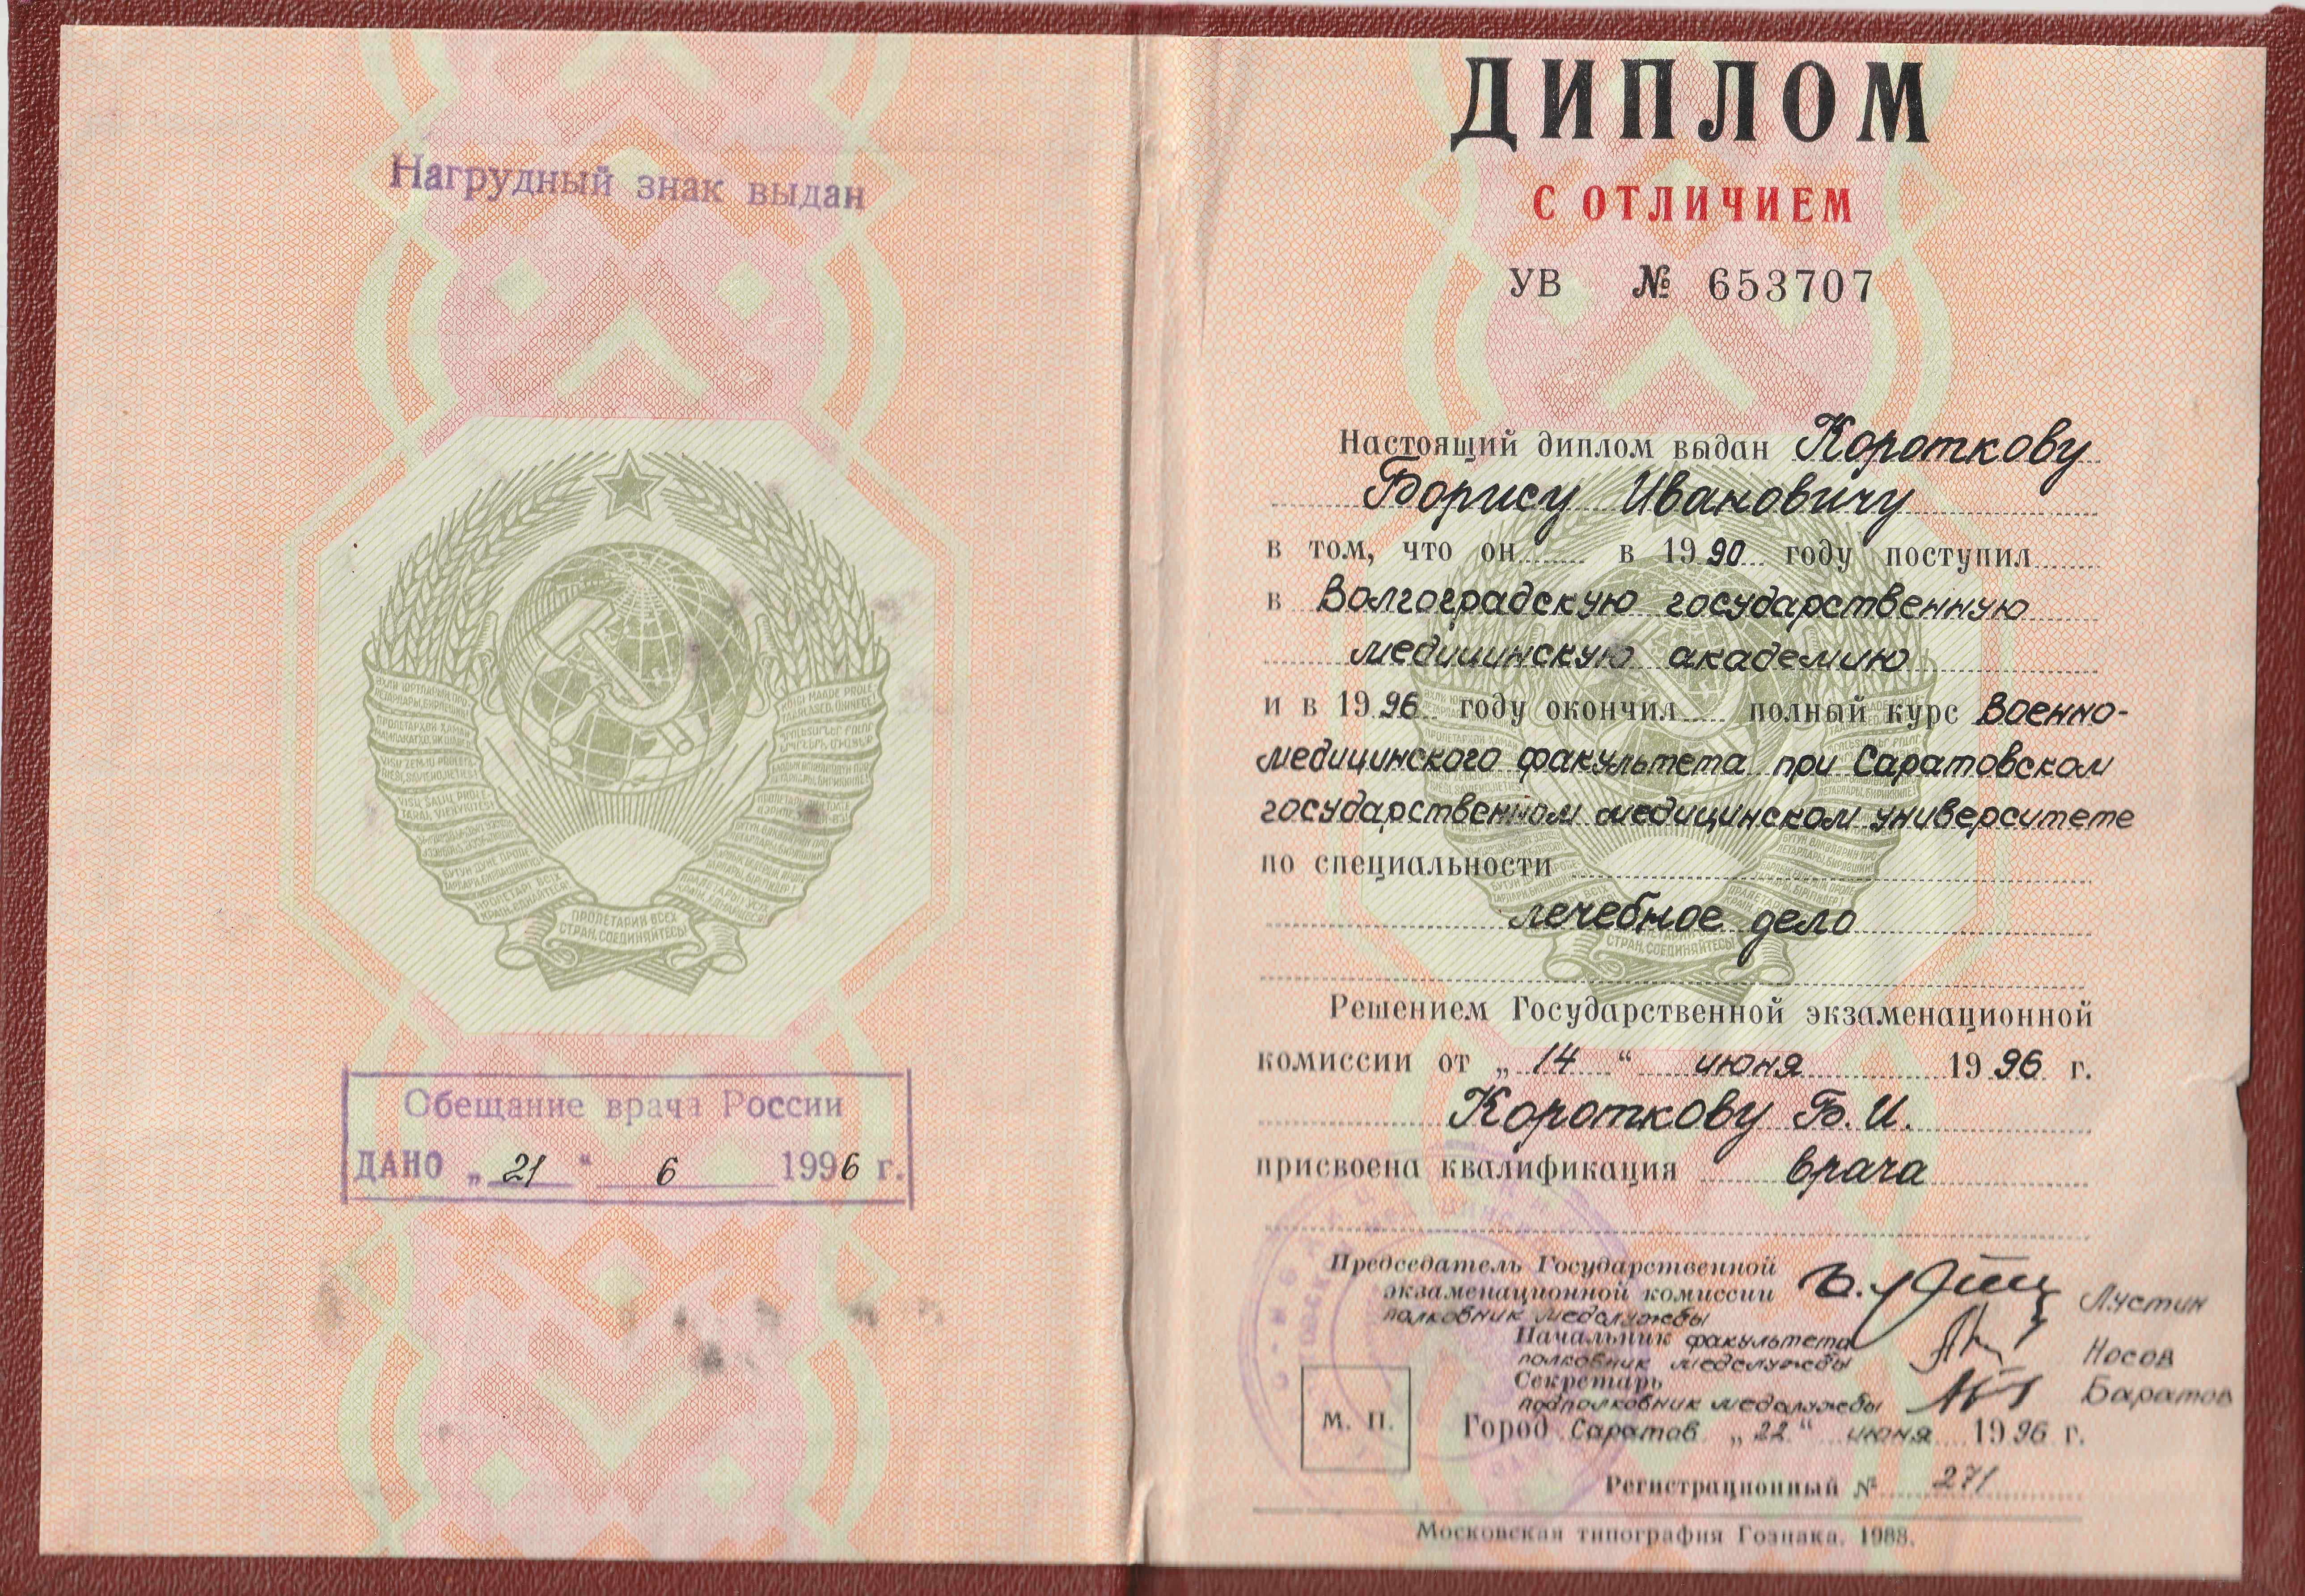 Нагрудный знак выдан
ПРОЛЕТАРИИ ВСЕХ
СТРАН, СОЕДИНЯЙТЕСЬ!
Обещание врача России
ДАНО „ 21 “ 6 1996 г.
ДИПЛОМ
С ОТЛИЧИЕМ
УВ № 653707
Настоящий диплом выдан Короткову
Борису Ивановичу
в том, что он в 1990 году поступил
в Волгоградскую государственную
медицинскую академию
и в 1996 году окончил полный курс Военно-
медицинского факультета при Саратовском
государственном медицинском университете
по специальности
лечебное дело
Решением Государственной экзаменационной
комиссии от „ 14 “ июня 1996 г.
Короткову Б. И.
присвоена квалификация врача
Председатель Государственной
экзаменационной комиссии Лустин
полковник медслужбы
Начальник факультета
полковник медслужбы Носов
Секретарь
подполковник медслужбы Баратов
М. П.
Город Саратов „ 22 “ июня 1996 г.
Регистрационный № 271
Московская типография Гознака. 1988.